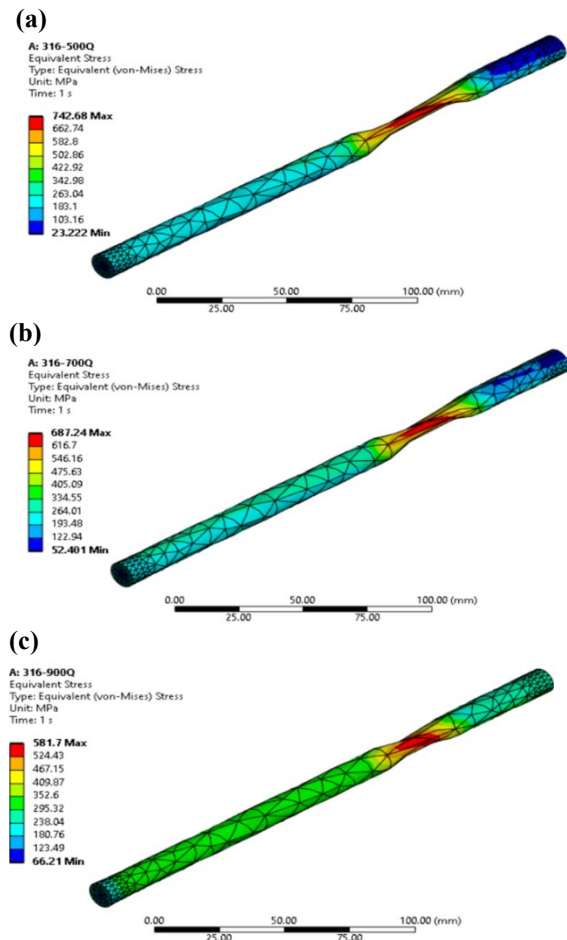 (a)
A: 316-500Q
Equivalent Stress
Type: Equivalent (von-Mises) Stress
Unit: MPa
Time: 1 s
742.68 Max
662.74
582.8
502.86
422.92
342.98
263.04
183.1
103.16
23.222 Min
0.00 50.00 100.00 (mm)
25.00 75.00
(b)
A: 316-700Q
Equivalent Stress
Type: Equivalent (von-Mises) Stress
Unit: MPa
Time: 1 s
687.24 Max
616.7
546.16
475.63
405.09
334.55
264.01
193.48
122.94
52.401 Min
0.00 50.00 100.00 (mm)
25.00 75.00
(c)
A: 316-900Q
Equivalent Stress
Type: Equivalent (von-Mises) Stress
Unit: MPa
Time: 1 s
581.7 Max
524.43
467.15
409.87
352.6
295.32
238.04
180.76
123.49
66.21 Min
0.00 50.00 100.00 (mm)
25.00 75.00